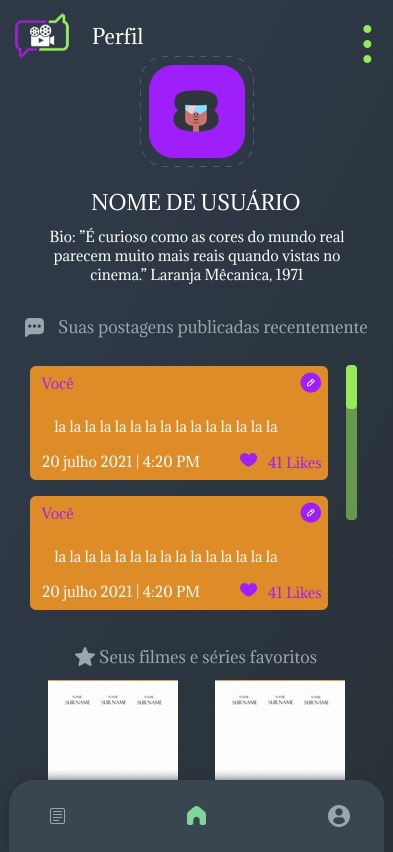 Perfil
NOME DE USUÁRIO
Bio: "É curioso como as cores do mundo real
parecem muito mais reais quando vistas no
cinema." Laranja Mêcanica, 1971
Suas postagens publicadas recentemente
Você
la la la la la la la la la la la la la la la
20 julho 2021 | 4:20 PM
41 Likes
Você
la la la la la la la la la la la la la la la
20 julho 2021 | 4:20 PM
41 Likes
Seus filmes e séries favoritos
NAME NAME NAME
SURNAME SURNAME SURNAME
NAME NAME NAME
SURNAME SURNAME SURNAME